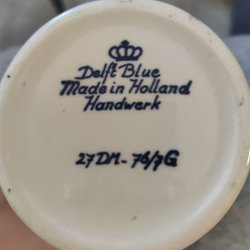 Delft Blue
Made in Holland
Handwerk
27DM-76/7G